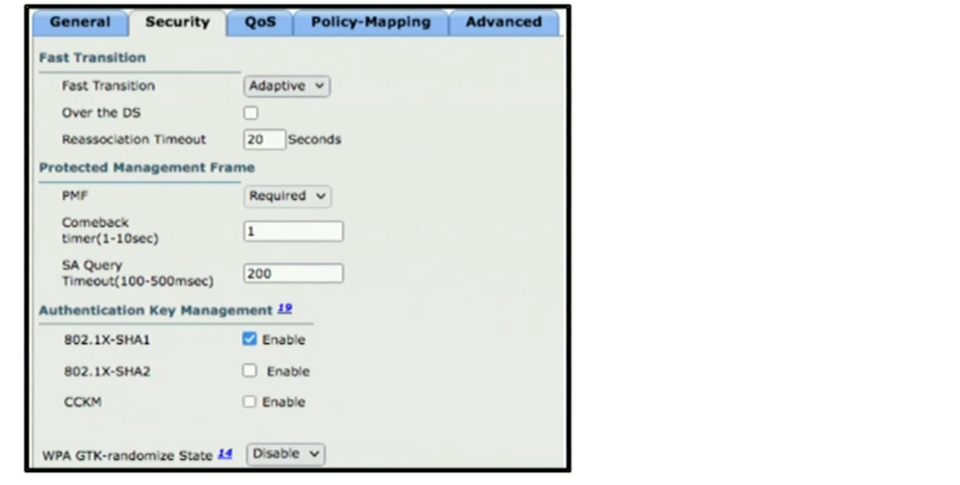 General Security QoS Policy-Mapping Advanced
Fast Transition
Fast Transition Adaptive
Over the DS
Reassociation Timeout 20 Seconds
Protected Management Frame
PMF Required
Comeback
timer(1-10sec) 1
SA Query
Timeout(100-500msec) 200
Authentication Key Management 19
802.1X-SHA1 Enable
802.1X-SHA2 Enable
CCKM Enable
WPA GTK-randomize State 14 Disable